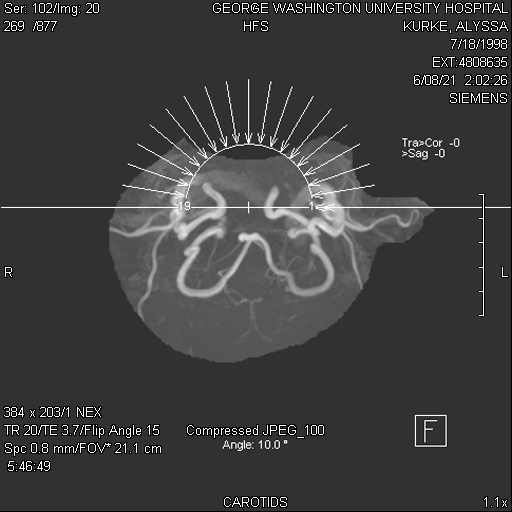 Ser: 102/Img: 20
269 /877
GEORGE WASHINGTON UNIVERSITY HOSPITAL
HFS
KURKE, ALYSSA
7/18/1998
EXT:4808635
6/08/21 2:02:26
SIEMENS
Tra>Cor -0
>Sag -0
19
1
R
L
384 x 203/1 NEX
TR 20/TE 3.7/Flip Angle 15
Spc 0.8 mm/FOV* 21.1 cm
5:46:49
Compressed JPEG_100
Angle: 10.0 °
F
CAROTIDS
1.1x